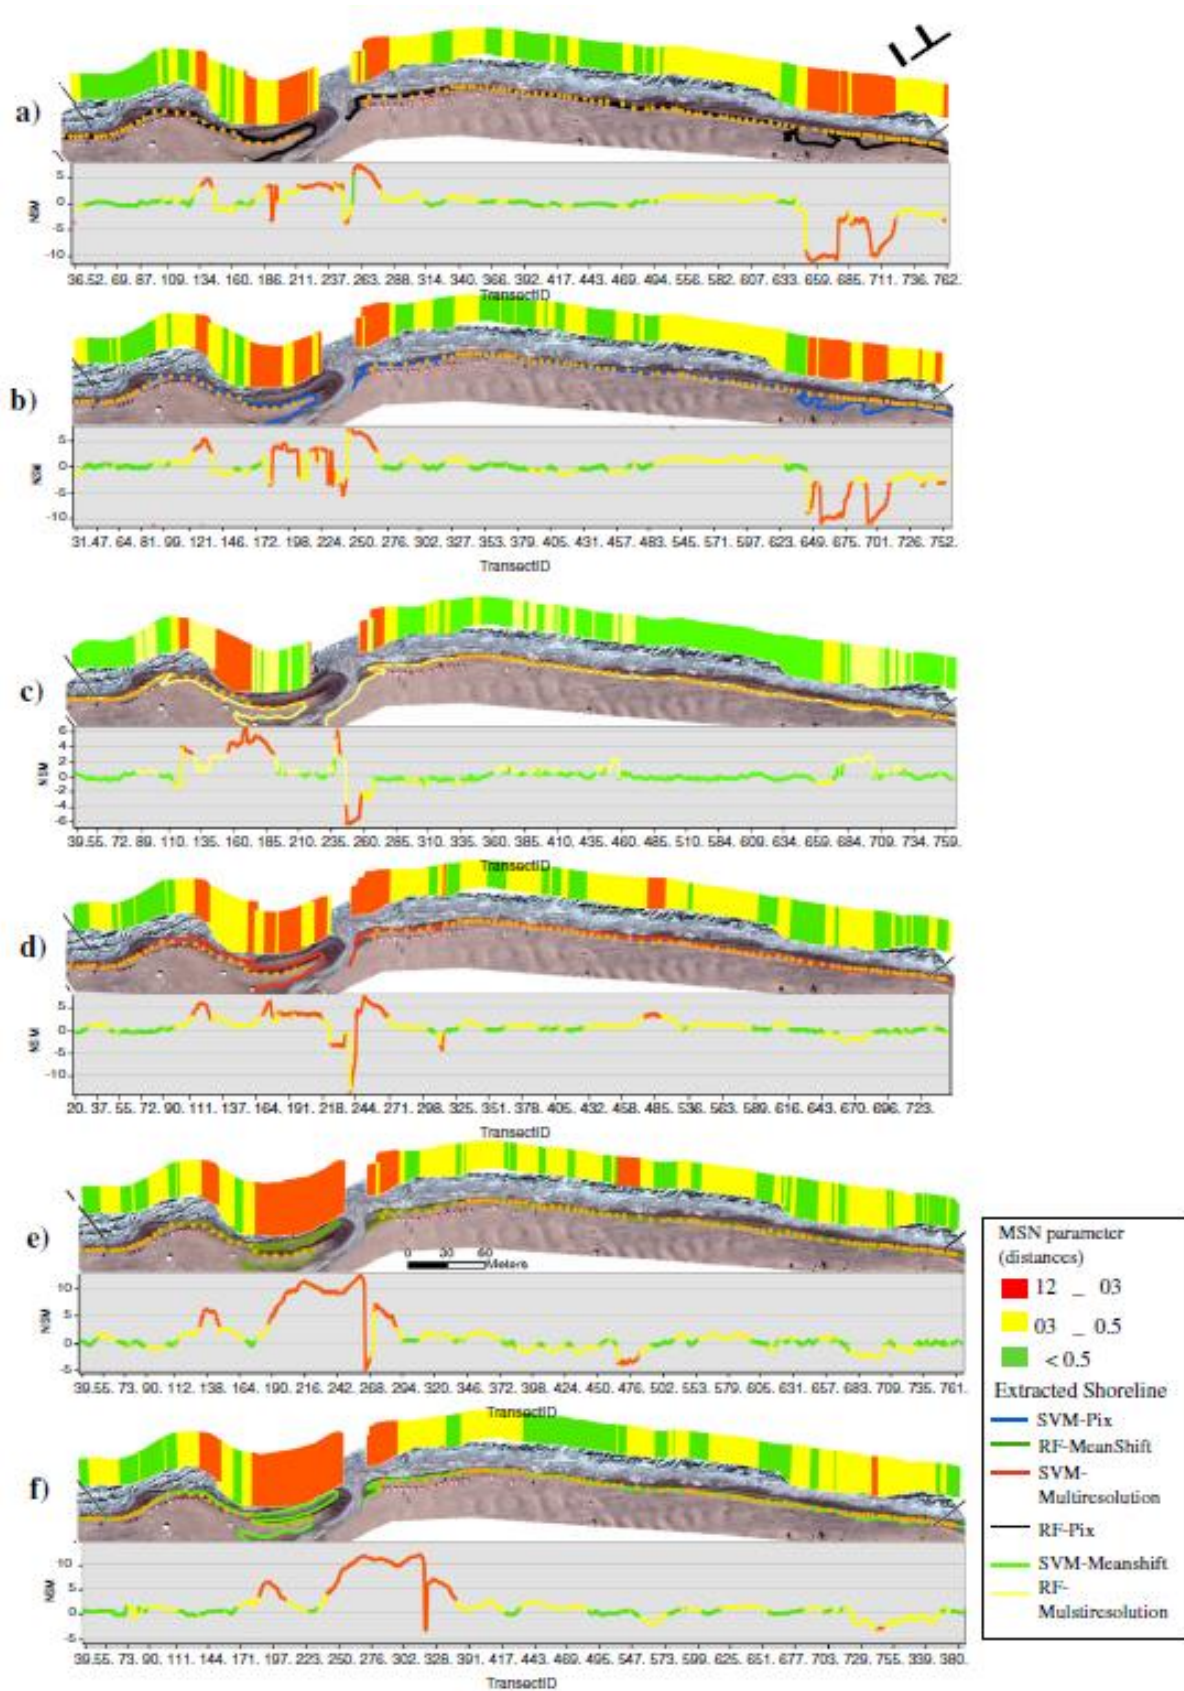 a)
5
0
-5
-10
NSM
36.52. 69. 87. 109. 134. 160. 186. 211. 237. 263. 288. 314. 340. 366. 392. 417. 443. 469. 494. 556. 582. 607. 633. 659. 685. 711. 736. 762.
TransectID
b)
5
0
-5
-10
NSM
31.47. 64. 81. 99. 121. 146. 172. 198. 224. 250. 276. 302. 327. 353. 379. 405. 431. 457. 483. 545. 571. 597. 623. 649. 675. 701. 726. 752.
TransectID
c)
6
4
2
0
-2
-4
-6
NSM
39.55. 72. 89. 110. 135. 160. 185. 210. 235. 260. 285. 310. 335. 360. 385. 410. 435. 460. 485. 510. 584. 609. 634. 659. 684. 709. 734. 759.
TransectID
d)
5
0
-5
-10
NSM
20. 37. 55. 72. 90. 111. 137. 164. 191. 218. 244. 271. 298. 325. 351. 378. 405. 432. 458. 485. 536. 563. 589. 616. 643. 670. 696. 723.
TransectID
e)
0 30 60
Meters
10
5
0
-5
NSM
39.55. 73. 90. 112. 138. 164. 190. 216. 242. 268. 294. 320. 346. 372. 398. 424. 450. 476. 502. 553. 579. 605. 631. 657. 683. 709. 735. 761.
TransectID
f)
10
5
0
-5
NSM
39.55. 73. 90. 111. 144. 171. 197. 223. 250. 276. 302. 328. 391. 417. 443. 469. 495. 547. 573. 599. 625. 651. 677. 703. 729. 755. 339. 380.
TransectID
MSN parameter
(distances)
12 _ 03
03 _ 0.5
< 0.5
Extracted Shoreline
SVM-Pix
RF-MeanShift
SVM-
Multiresolution
RF-Pix
SVM-Meanshift
RF-
Mulstiresolution